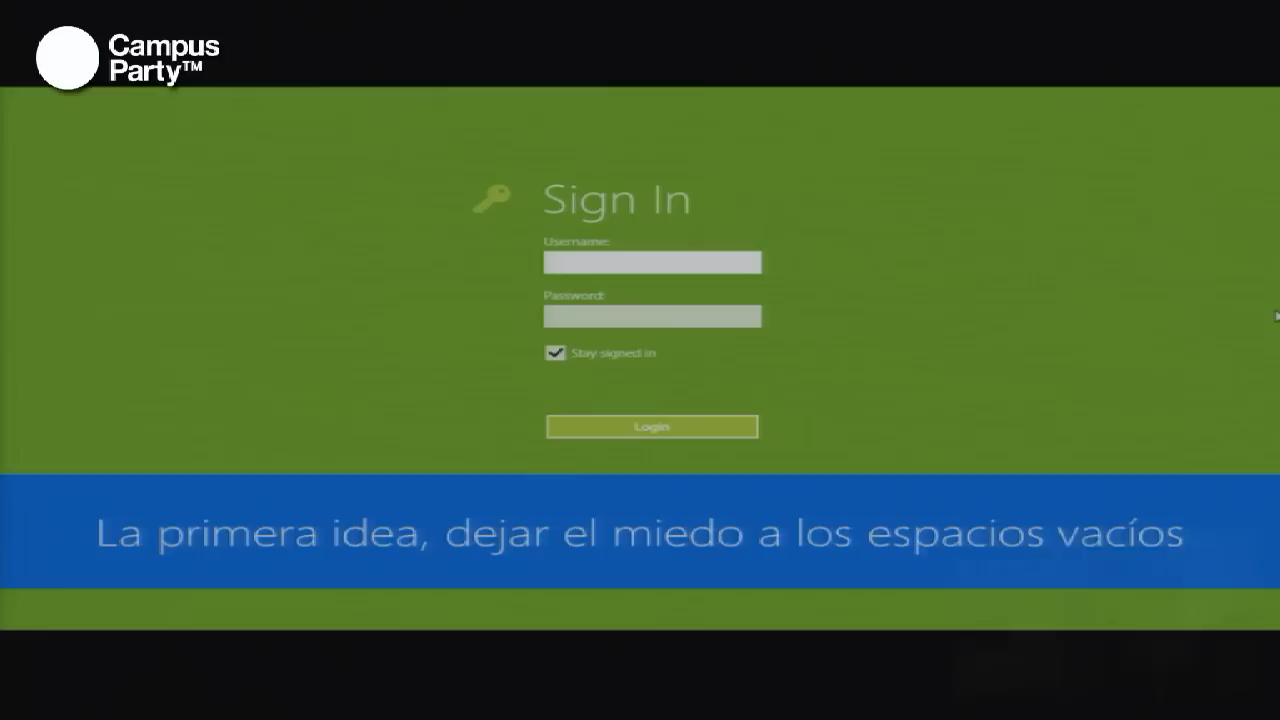 Campus
Party™
Sign In
Username:
Password:
Stay signed in
Login
La primera idea, dejar el miedo a los espacios vacíos